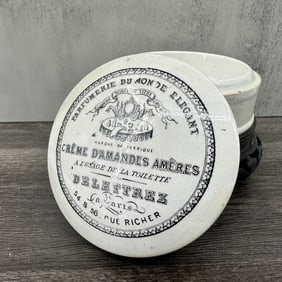 PARFUMERIE DU MONDE ELEGANT
MARQUE DE FABRIQUE
CRÈME D'AMANDES AMÈRES
A L'USAGE DE LA TOILETTE
DELETTREZ
à Paris
54 & 56, RUE RICHER